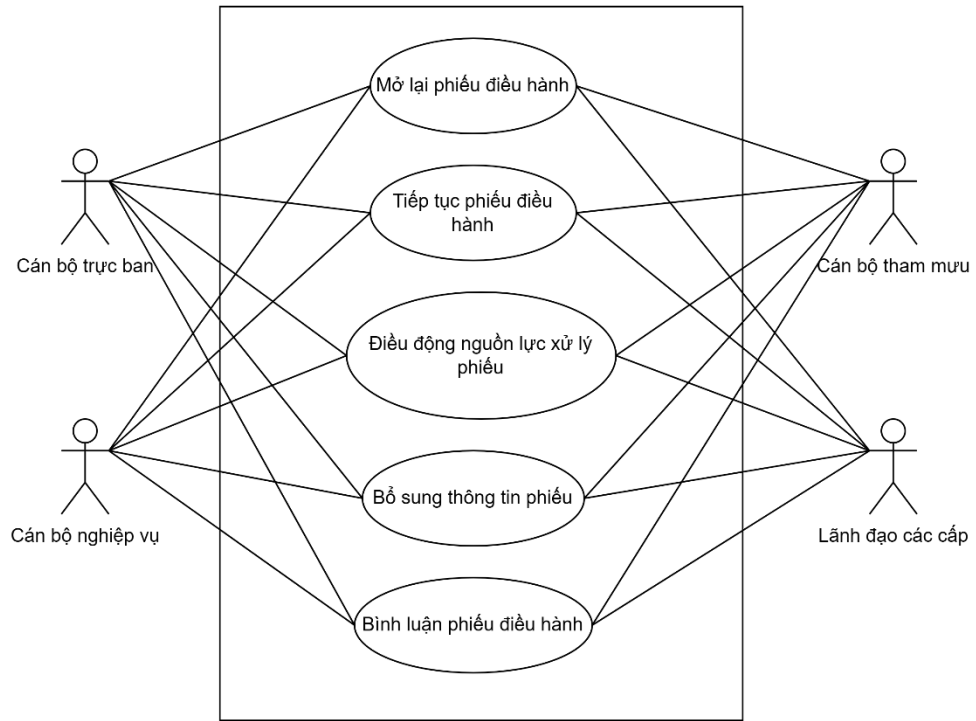 Mở lại phiếu điều hành
Tiếp tục phiếu điều
hành
Cán bộ trực ban
Cán bộ tham mưu
Điều động nguồn lực xử lý
phiếu
Bổ sung thông tin phiếu
Cán bộ nghiệp vụ
Lãnh đạo các cấp
Bình luận phiếu điều hành